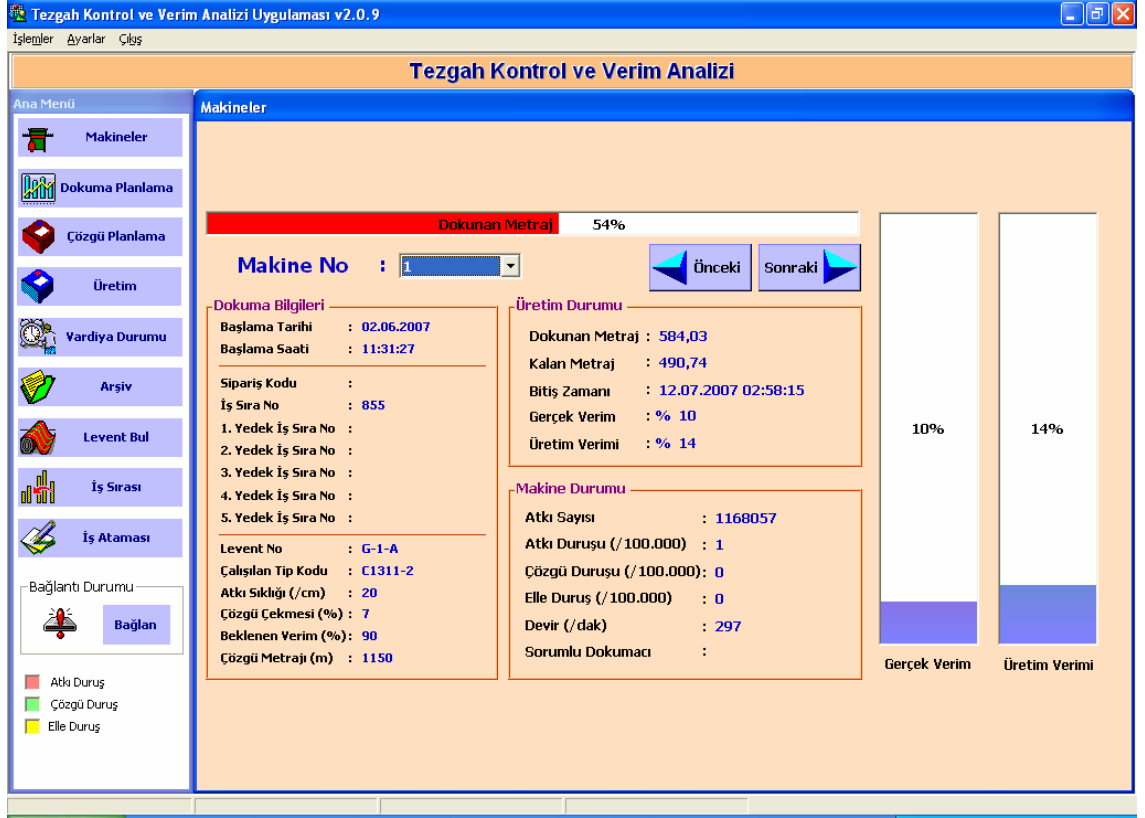 Tezgah Kontrol ve Verim Analizi Uygulaması v2.0.9
İşlemler Ayarlar Çıkış
Tezgah Kontrol ve Verim Analizi
Ana Menü
Makineler
Dokuma Planlama
Çözgü Planlama
Üretim
Vardiya Durumu
Arşiv
Levent Bul
İş Sırası
İş Ataması
Bağlantı Durumu
Bağlan
Atkı Duruş
Çözgü Duruş
Elle Duruş
Makineler
Dokunan Metraj 54%
Makine No : 1
Önceki
Sonraki
Dokuma Bilgileri
Başlama Tarihi : 02.06.2007
Başlama Saati : 11:31:27
Sipariş Kodu :
İş Sıra No : 855
1. Yedek İş Sıra No :
2. Yedek İş Sıra No :
3. Yedek İş Sıra No :
4. Yedek İş Sıra No :
5. Yedek İş Sıra No :
Levent No : G-1-A
Çalışılan Tip Kodu : C1311-2
Atkı Sıklığı (/cm) : 20
Çözgü Çekmesi (%) : 7
Beklenen Verim (%): 90
Çözgü Metrajı (m) : 1150
Üretim Durumu
Dokunan Metraj : 584,03
Kalan Metraj : 490,74
Bitiş Zamanı : 12.07.2007 02:58:15
Gerçek Verim : % 10
Üretim Verimi : % 14
Makine Durumu
Atkı Sayısı : 1168057
Atkı Duruşu (/100.000) : 1
Çözgü Duruşu (/100.000): 0
Elle Duruş (/100.000) : 0
Devir (/dak) : 297
Sorumlu Dokumacı :
10%
Gerçek Verim
14%
Üretim Verimi